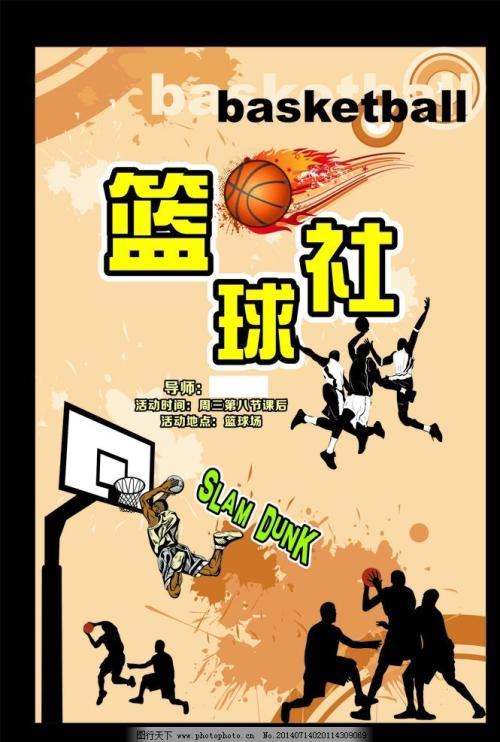 basketball
basketball
篮球社
导师：
活动时间：周三第八节课后
活动地点：篮球场
SLAM DUNK
图行天下 www.photophoto.cn No.20140714020114309069